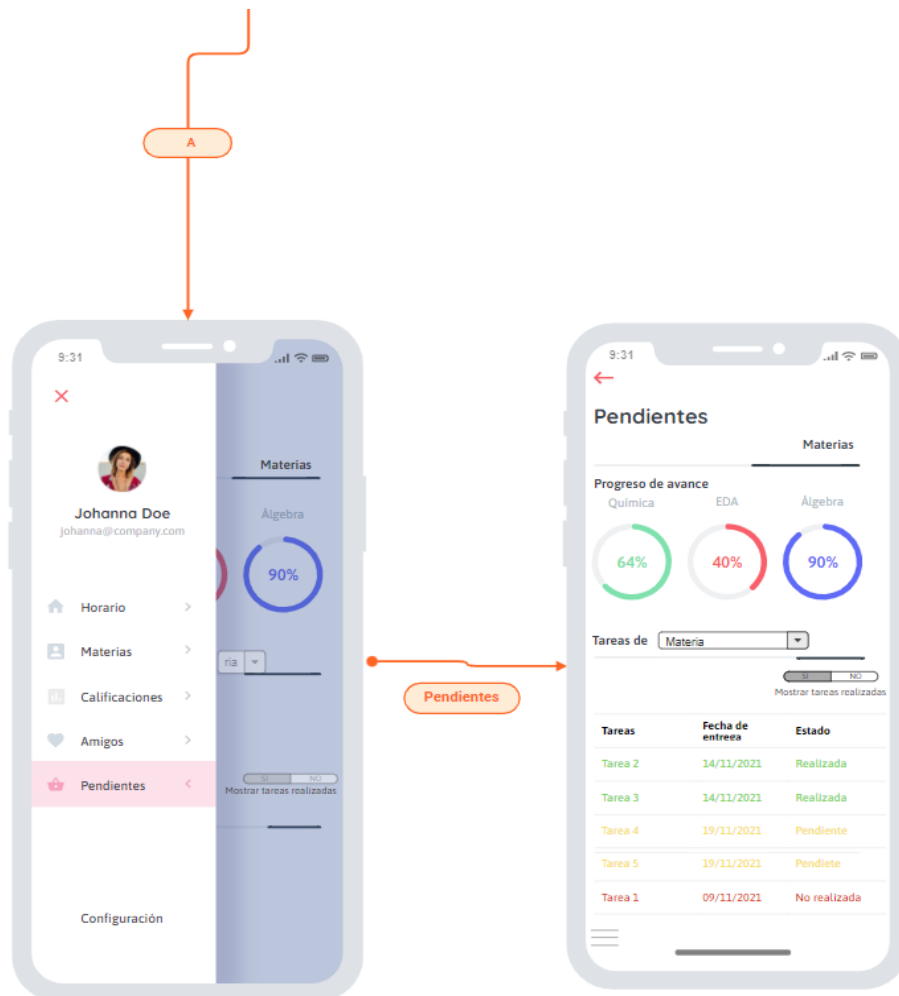 A
9:31
Materias
Johanna Doe
johanna@company.com
Álgebra
90%
Horario
Materias
ria
Calificaciones
Amigos
Pendientes
SI NO
Mostrar tareas realizadas
Configuración
Pendientes
9:31
Pendientes
Materias
Progreso de avance
Química EDA Álgebra
64% 40% 90%
Tareas de Materia
SI NO
Mostrar tareas realizadas
Tareas Fecha de entrega Estado
Tarea 2 14/11/2021 Realizada
Tarea 3 14/11/2021 Realizada
Tarea 4 19/11/2021 Pendiente
Tarea 5 19/11/2021 Pendiete
Tarea 1 09/11/2021 No realizada